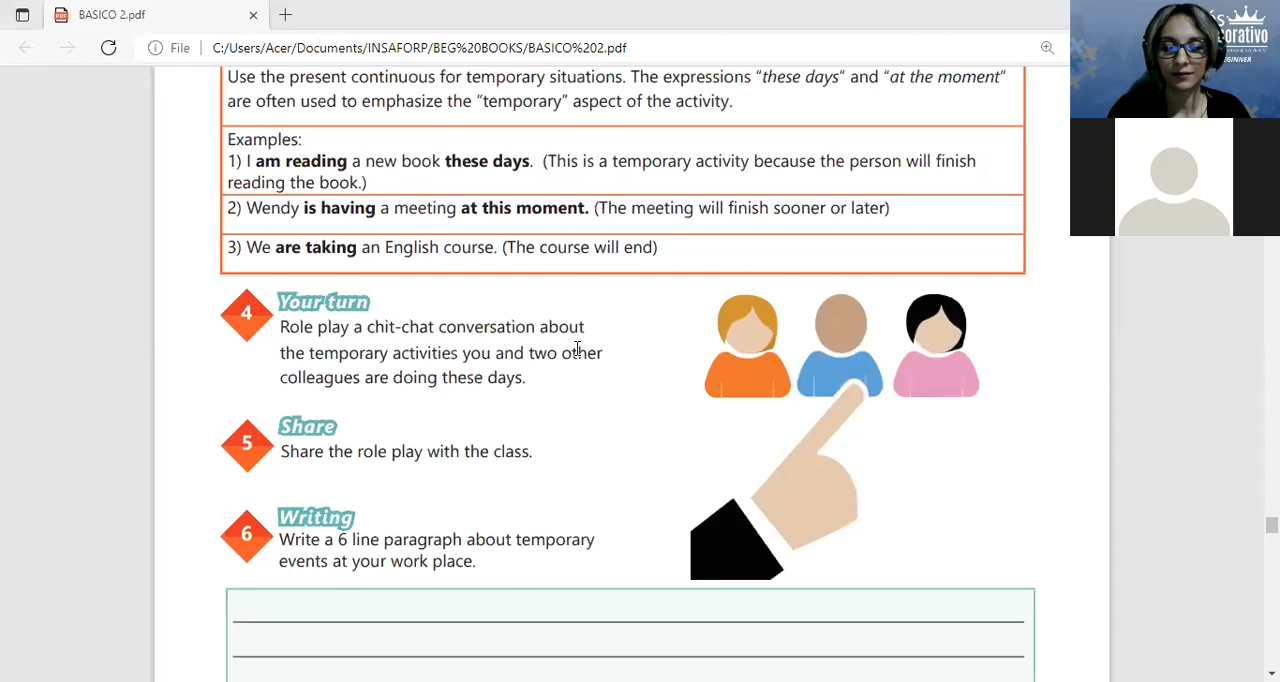 BASICO 2.pdf
File
C:/Users/Acer/Documents/INSAFORP/BEG%20BOOKS/BASICO%202.pdf
Use the present continuous for temporary situations. The expressions “these days“ and “at the moment“
are often used to emphasize the “temporary” aspect of the activity.
Examples:
1) I am reading a new book these days. (This is a temporary activity because the person will finish
reading the book.)
2) Wendy is having a meeting at this moment. (The meeting will finish sooner or later)
3) We are taking an English course. (The course will end)
4
Your turn
Role play a chit-chat conversation about
the temporary activities you and two other
colleagues are doing these days.
5
Share
Share the role play with the class.
6
Writing
Write a 6 line paragraph about temporary
events at your work place.